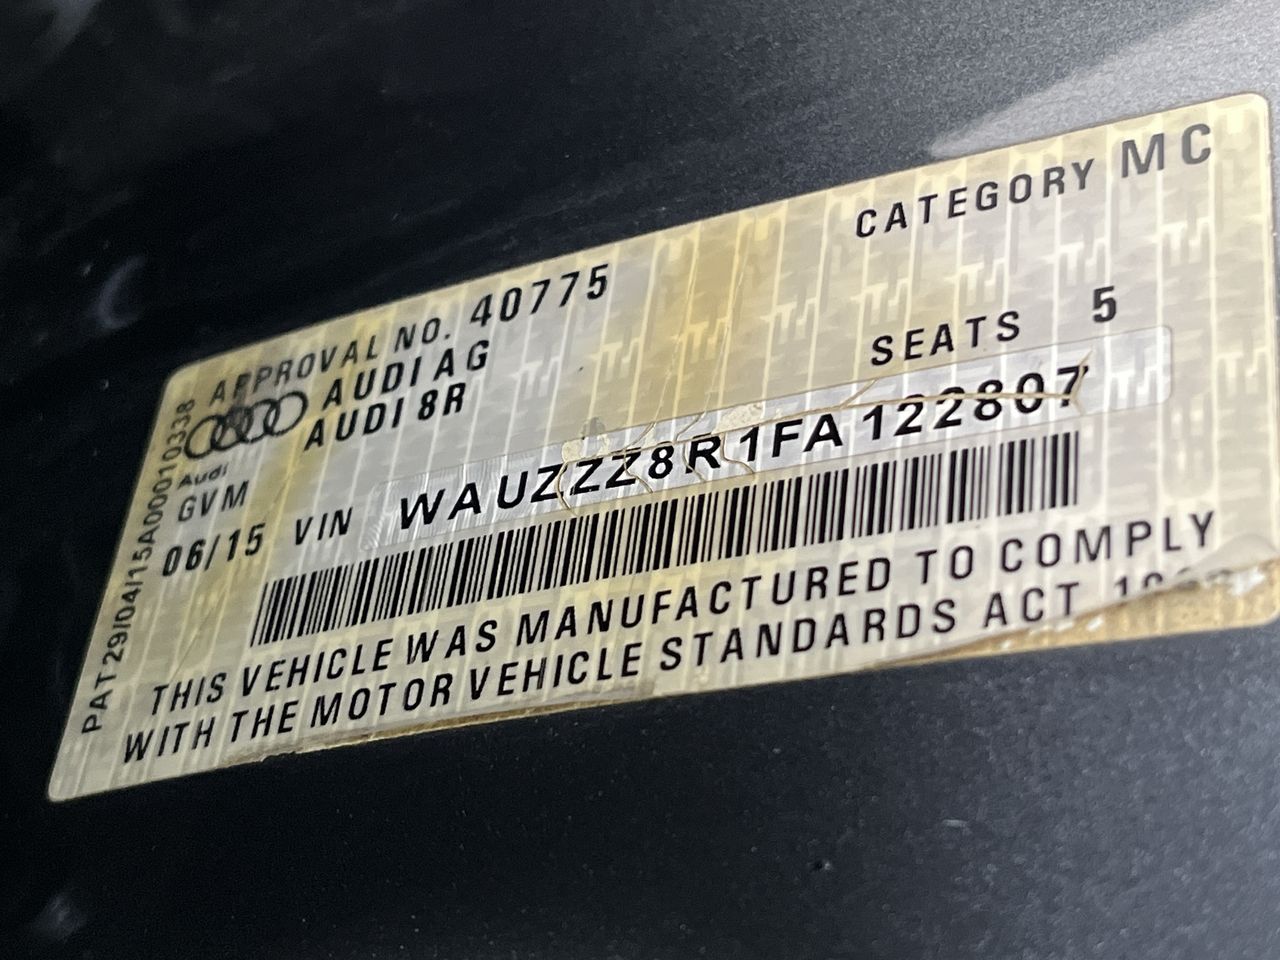 APPROVAL NO. 40775
CATEGORY MC
AUDI AG
AUDI 8R
SEATS 5
Audi
GVM
06/15
VIN WAUZZZ8R1FA122807
THIS VEHICLE WAS MANUFACTURED TO COMPLY
WITH THE MOTOR VEHICLE STANDARDS ACT
PAT29/04/15A00010338